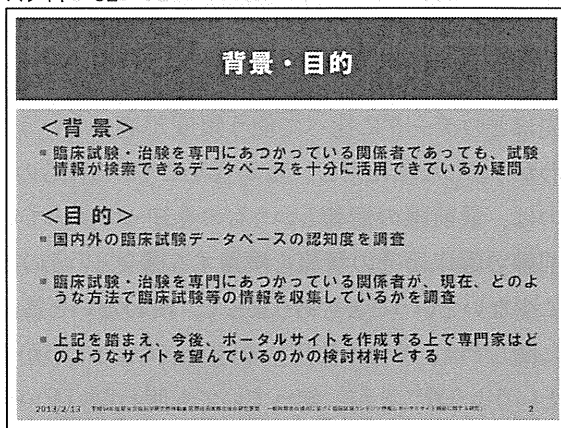 背景・目的
＜背 景＞
臨床試験・治験を専門にあつかっている関係者であっても、試験
情報が検索できるデータベースを十分に活用できているか疑問
＜目 的＞
国内外の臨床試験データベースの認知度を調査
臨床試験・治験を専門にあつかっている関係者が、現在、どのよ
うな方法で臨床試験等の情報を収集しているかを調査
上記を踏まえ、今後、ポータルサイトを作成する上で専門家はど
のようなサイトを望んでいるのかの検討材料とする
2013/2/13
2